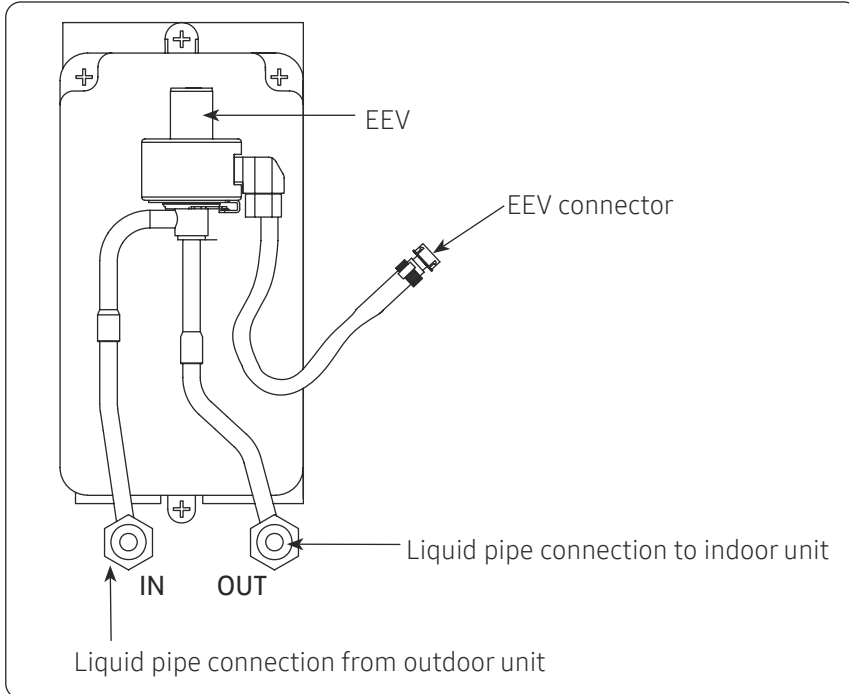 EEV
EEV connector
Liquid pipe connection to indoor unit
IN OUT
Liquid pipe connection from outdoor unit